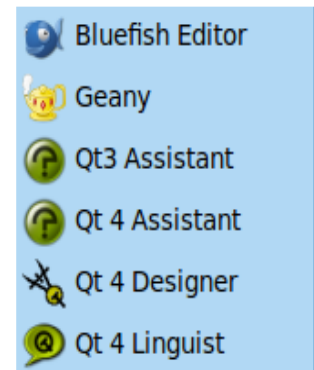 Bluefish Editor
Geany
Qt3 Assistant
Qt 4 Assistant
Qt 4 Designer
Qt 4 Linguist